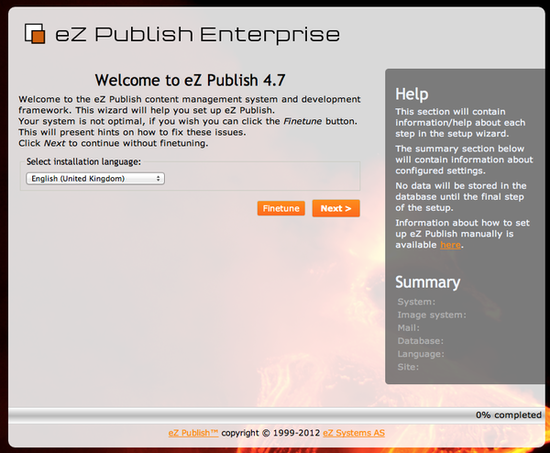 eZ Publish Enterprise
Welcome to eZ Publish 4.7
Welcome to the eZ Publish content management system and development
framework. This wizard will help you set up eZ Publish.
Your system is not optimal, if you wish you can click the Finetune button.
This will present hints on how to fix these issues.
Click Next to continue without finetuning.
Select installation language:
English (United Kingdom)
Finetune
Next >
Help
This section will contain
information/help about each
step in the setup wizard.
The summary section below
will contain information about
configured settings.
No data will be stored in the
database until the final step
of the setup.
Information about how to set
up eZ Publish manually is
available here.
Summary
System:
Image system:
Mail:
Database:
Language:
Site:
0% completed
eZ Publish™ copyright © 1999-2012 eZ Systems AS